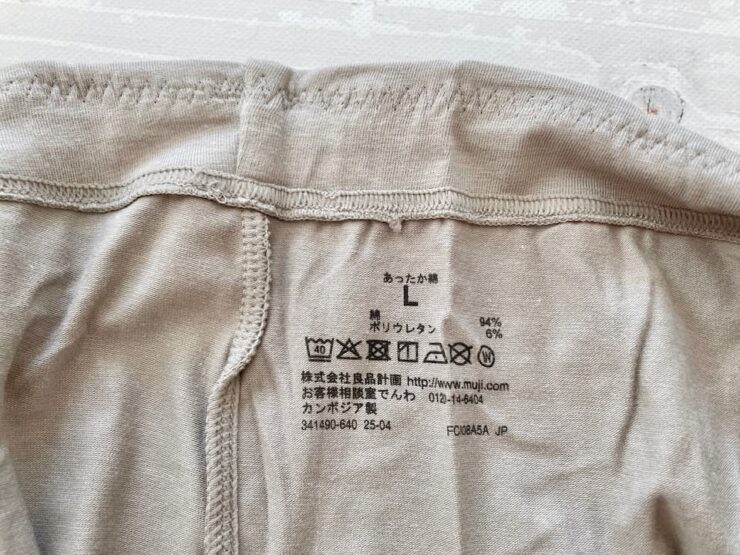 あったか綿
L
綿 94%
ポリウレタン 6%
40 W
株式会社良品計画 http://www.muji.com
お客様相談室でんわ 0120-14-6404
カンボジア製
341490-640 25-04 FCI08A5A JP